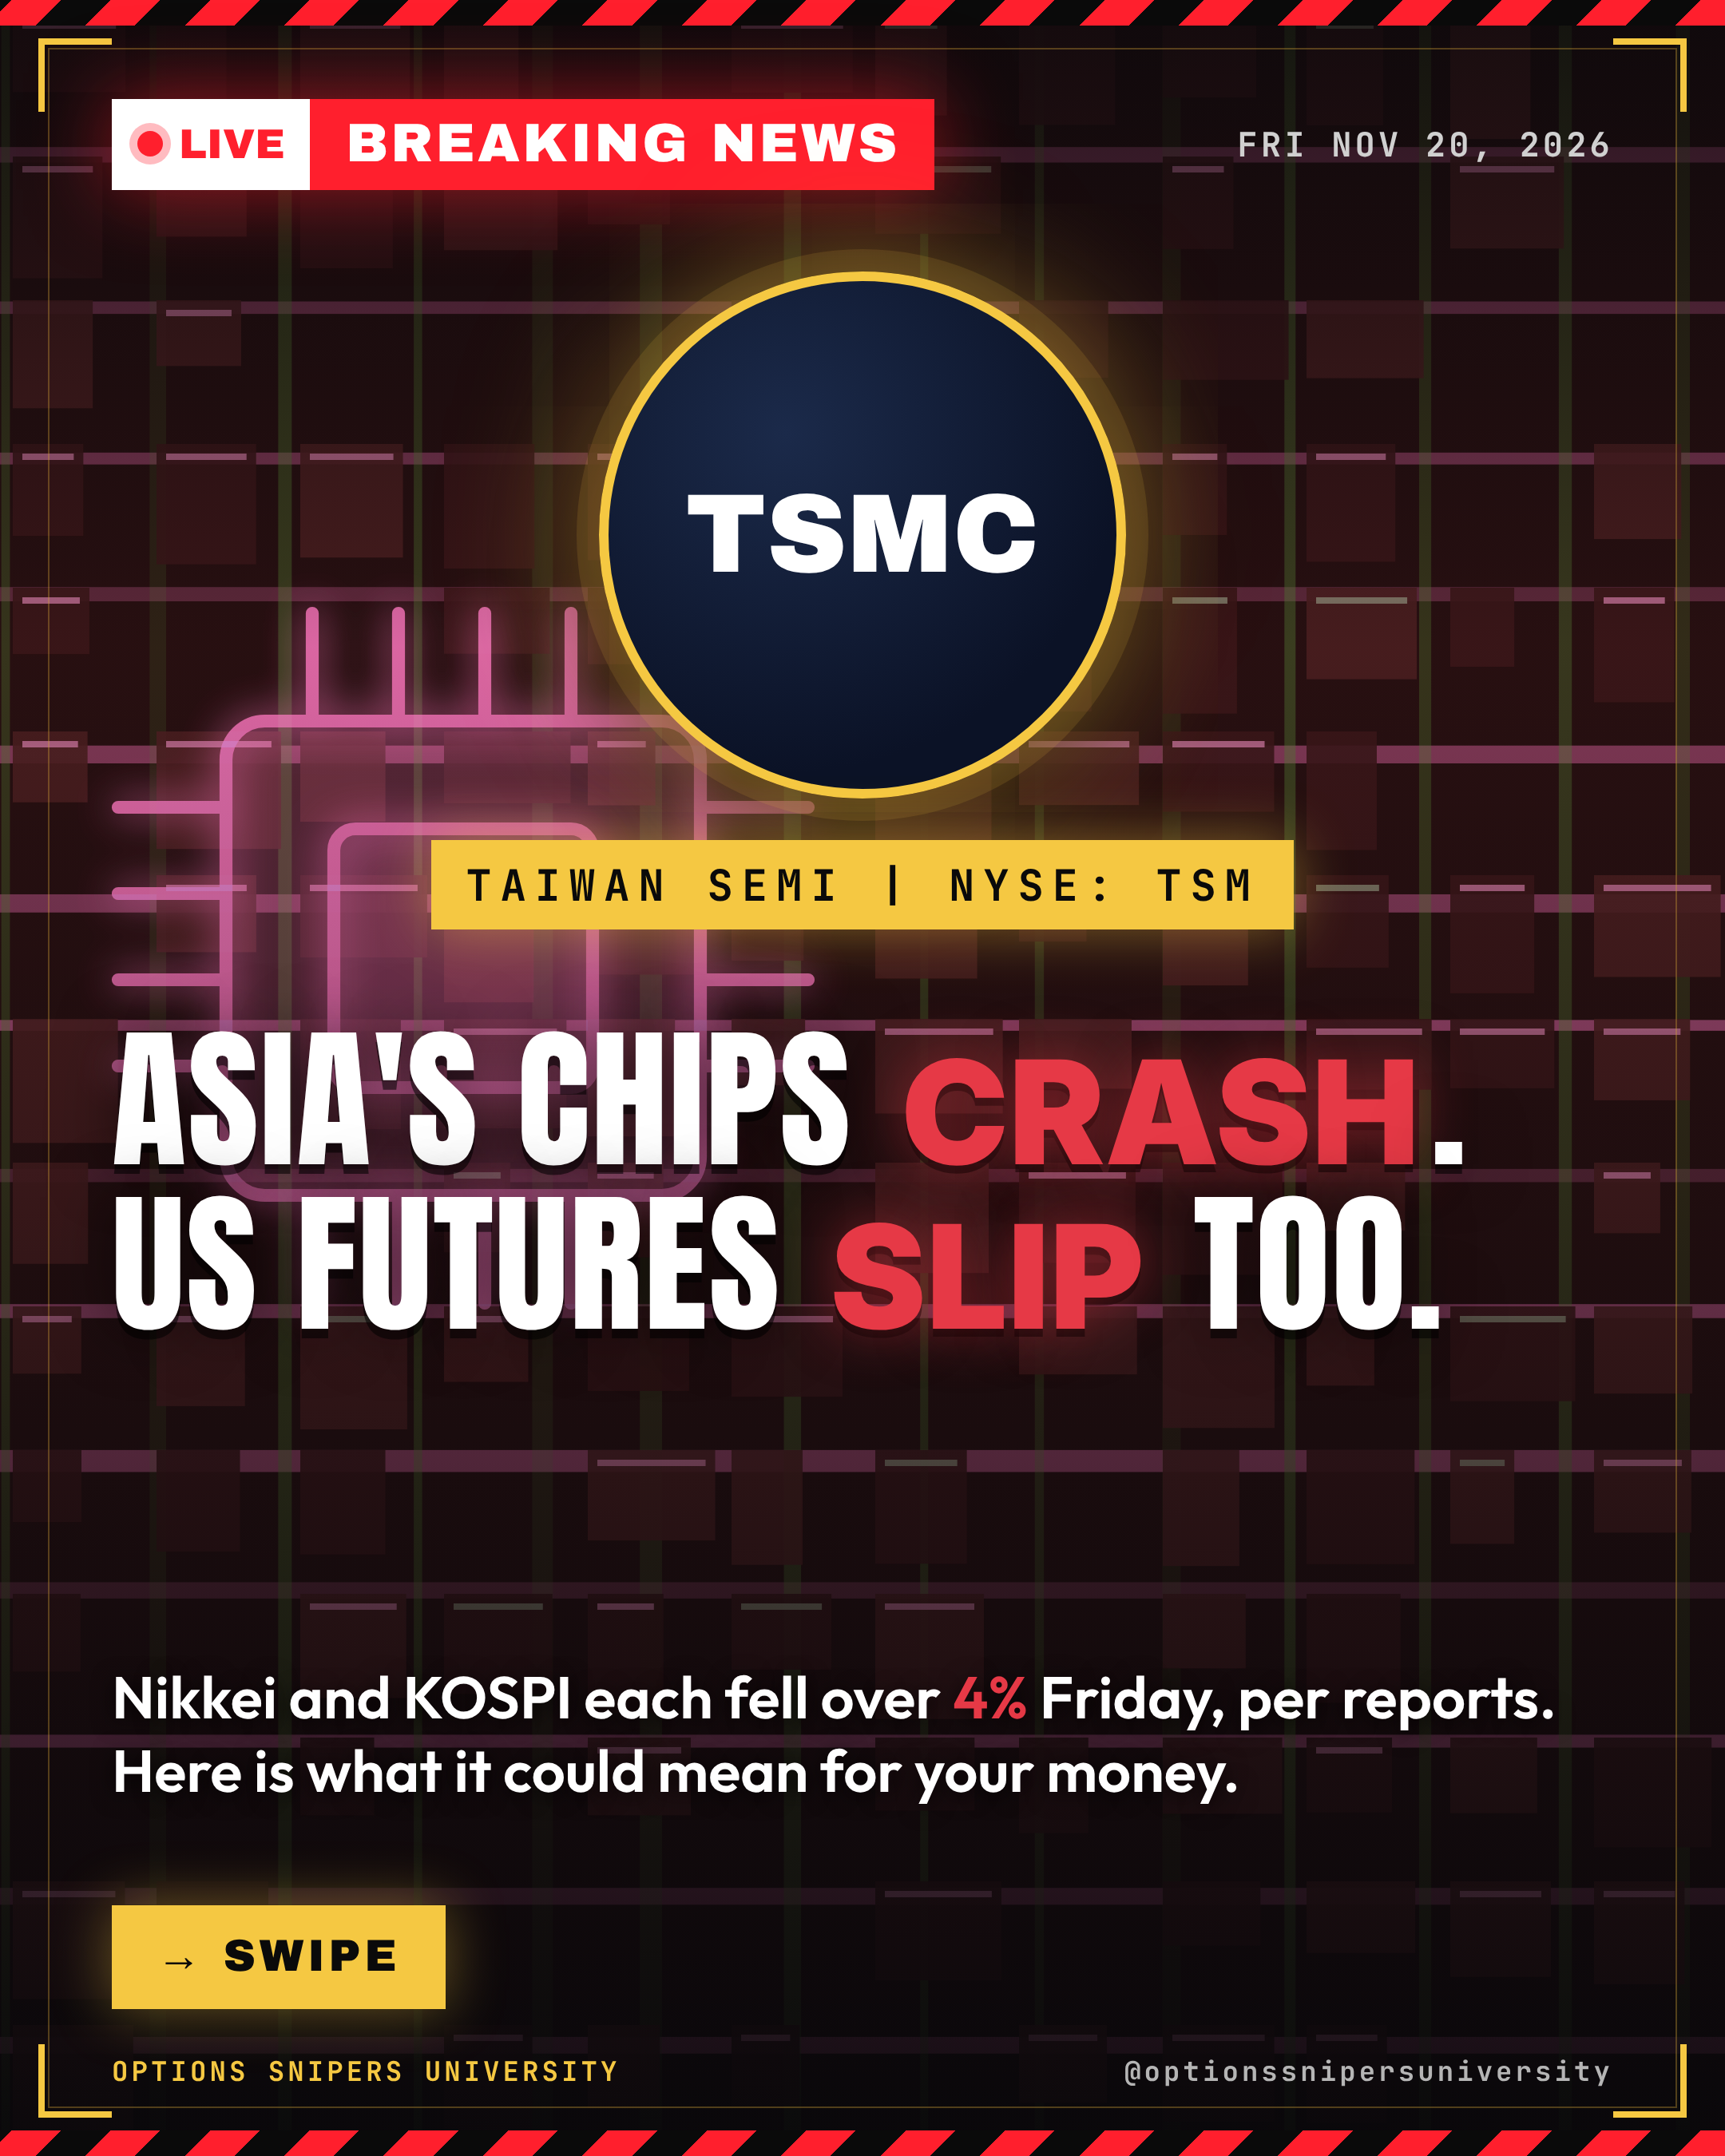 LIVE BREAKING NEWS
FRI NOV 20, 2026
TSMC
TAIWAN SEMI | NYSE: TSM
ASIA'S CHIPS CRASH.
US FUTURES SLIP TOO.
Nikkei and KOSPI each fell over 4% Friday, per reports.
Here is what it could mean for your money.
→ SWIPE
OPTIONS SNIPERS UNIVERSITY
@optionssnipersuniversity